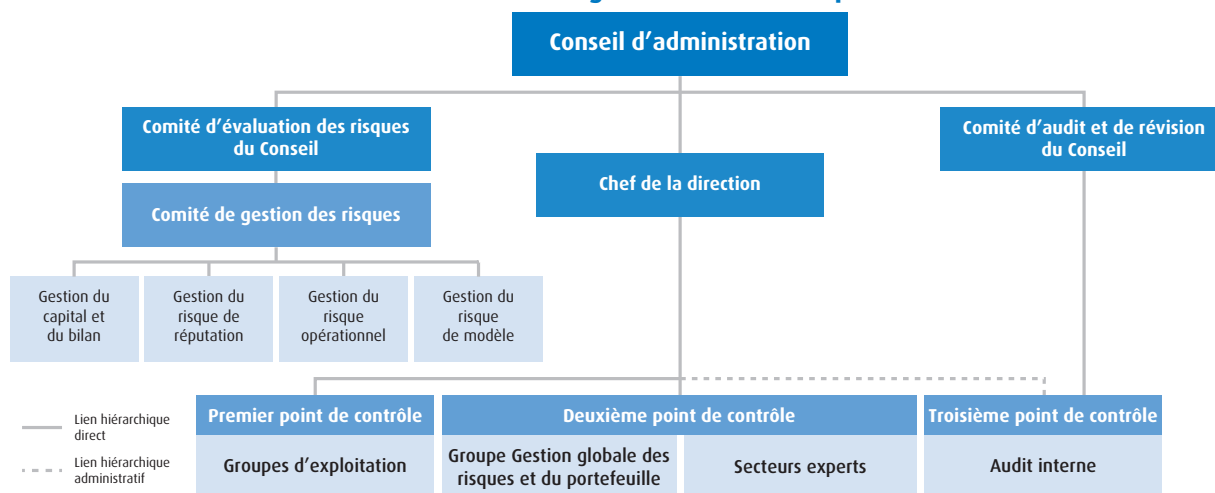 Conseil d'administration
Comité d'évaluation des risques
du Conseil
Comité d'audit et de révision
du Conseil
Chef de la direction
Comité de gestion des risques
Gestion du
capital et
du bilan
Gestion du
risque de
réputation
Gestion du
risque
opérationnel
Gestion du
risque
de modèle
Lien hiérarchique
direct
Lien hiérarchique
administratif
Premier point de contrôle
Groupes d'exploitation
Deuxième point de contrôle
Groupe Gestion globale des
risques et du portefeuille
Secteurs experts
Troisième point de contrôle
Audit interne